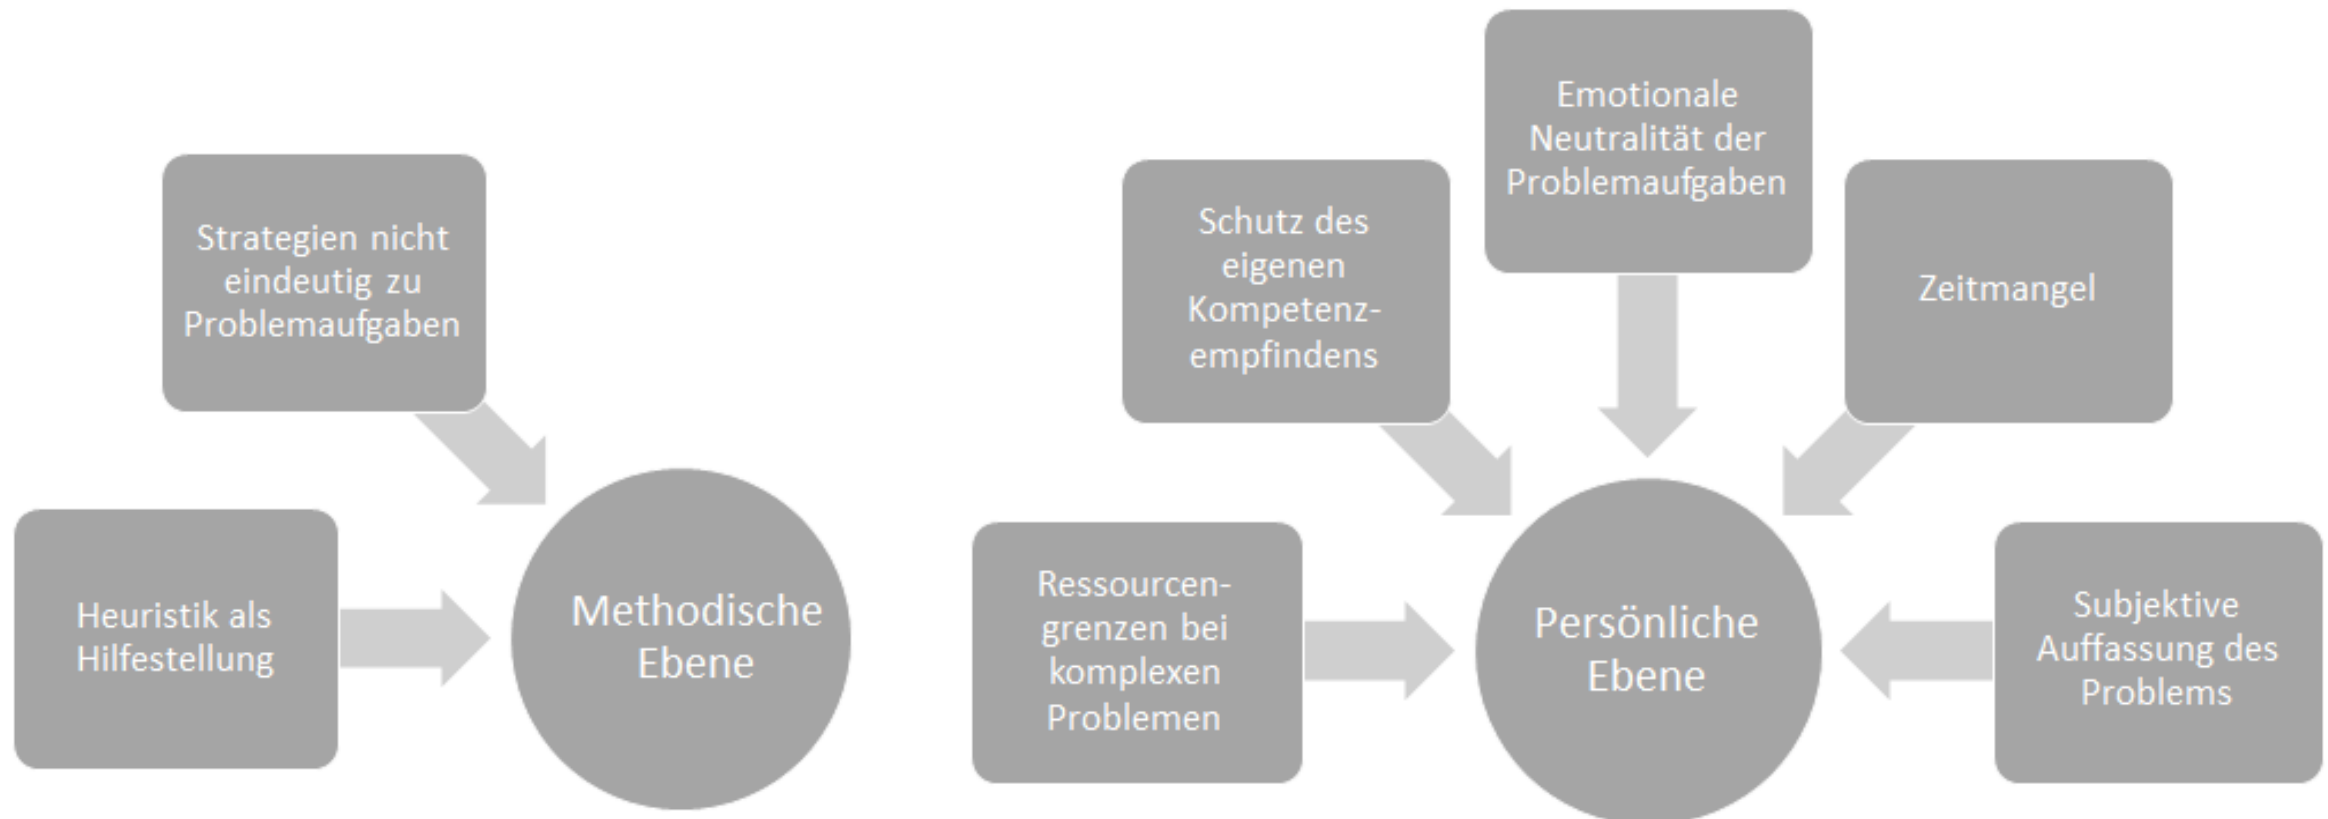 Strategien nicht
eindeutig zu
Problemaufgaben
Heuristik als
Hilfestellung
Methodische
Ebene
Ressourcen-
grenzen bei
komplexen
Problemen
Schutz des
eigenen
Kompetenz-
empfindens
Emotionale
Neutralität der
Problemaufgaben
Zeitmangel
Subjektive
Auffassung des
Problems
Persönliche
Ebene